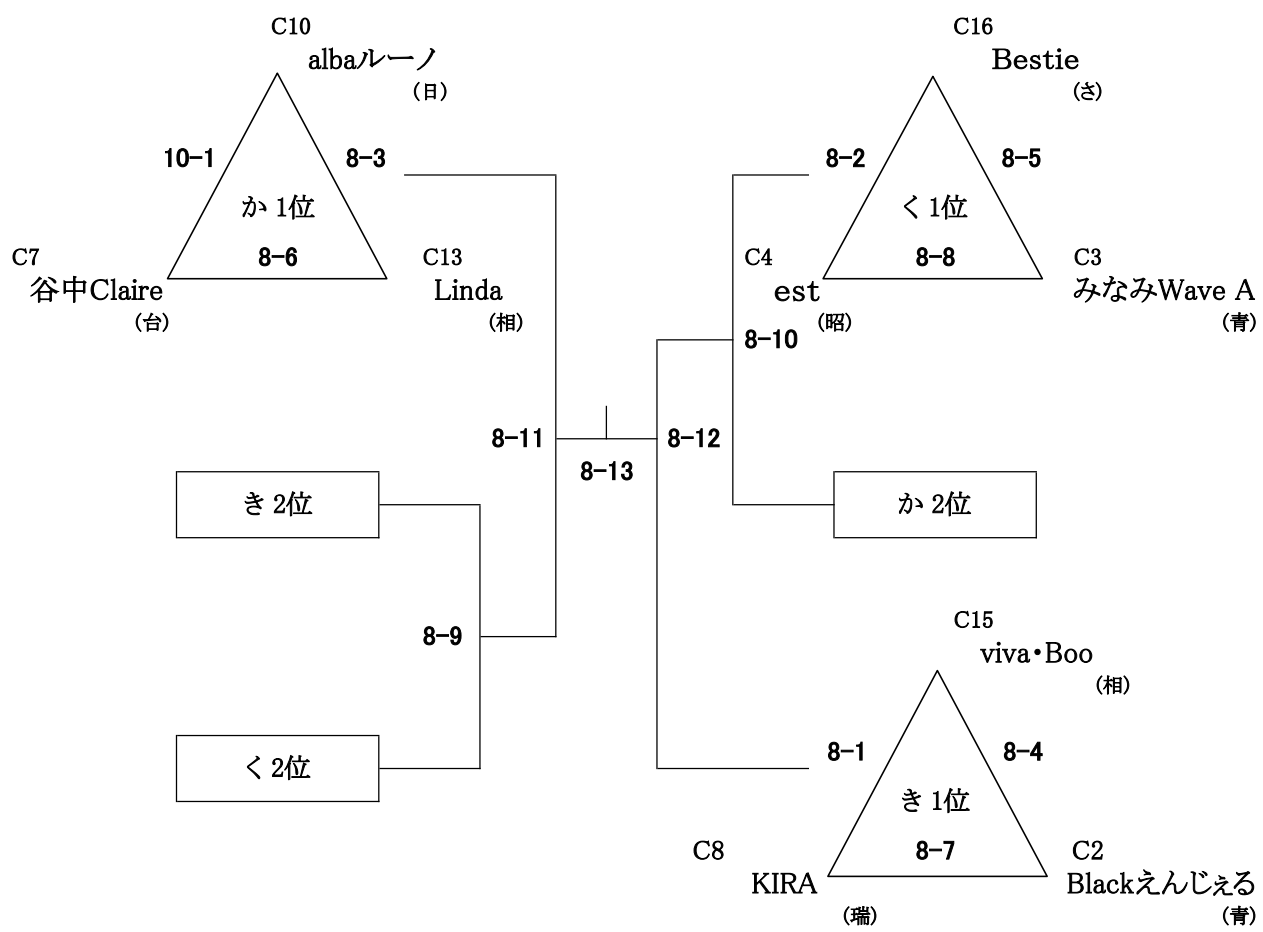 C10
albaルーノ
(日)
10-1
8-3
か 1位
8-6
C7
谷中Claire
(台)
C13
Linda
(相)
C16
Bestie
(さ)
8-2
8-5
く 1位
8-8
C4
est
(昭)
C3
みなみWave A
(青)
8-10
8-11
8-12
8-13
き 2位
か 2位
8-9
く 2位
C15
viva・Boo
(相)
8-1
8-4
き 1位
8-7
C8
KIRA
(瑞)
C2
Blackえんじぇる
(青)